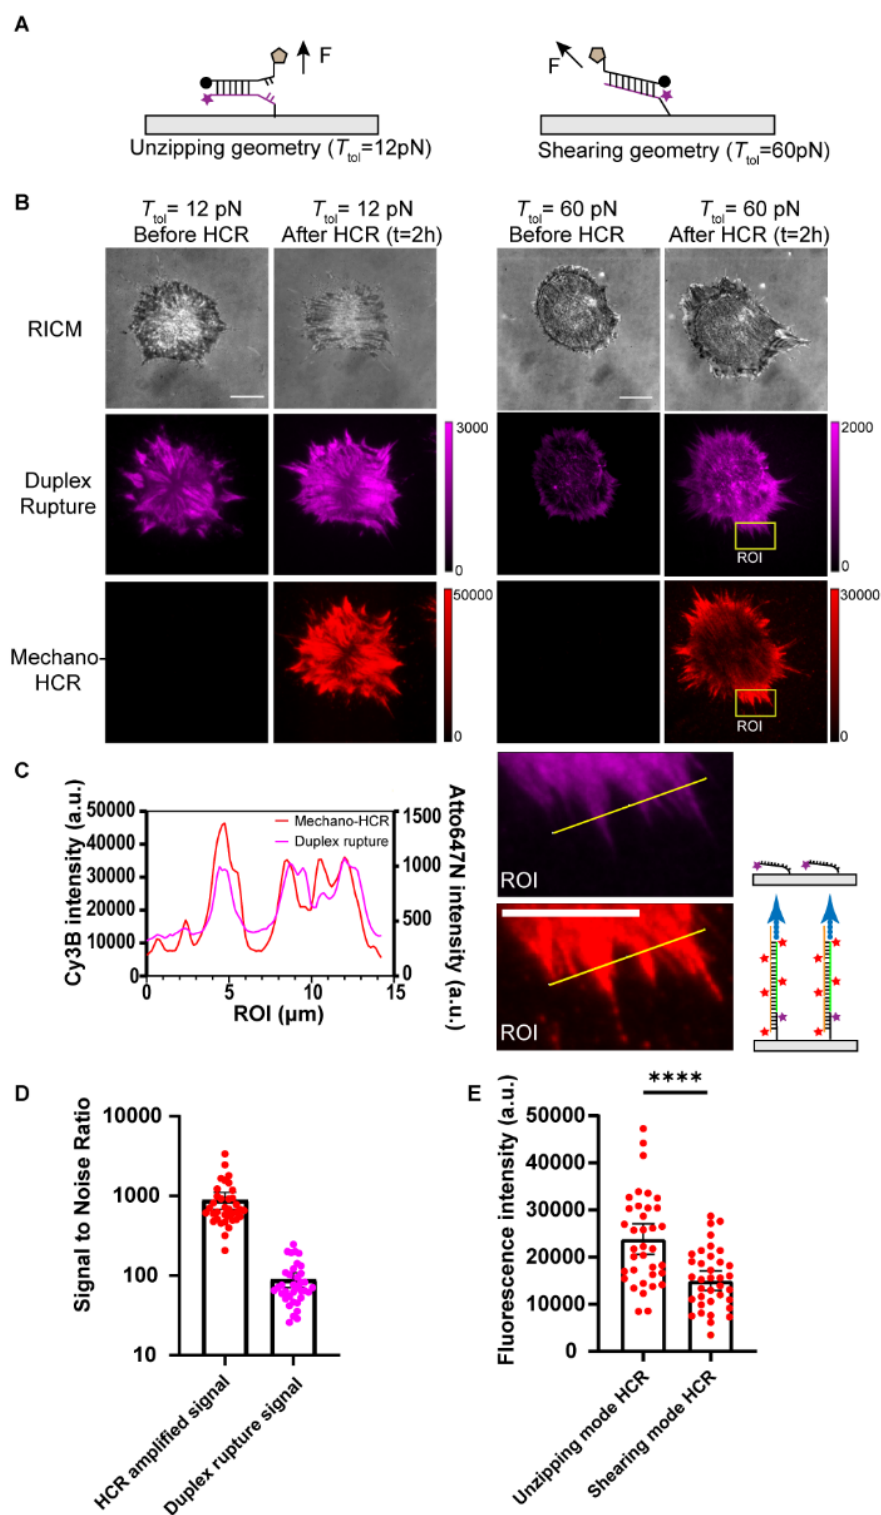 A
F
F
Unzipping geometry (Ttol=12pN)
Shearing geometry (Ttol=60pN)
B
Ttol= 12 pN
Before HCR
Ttol= 12 pN
After HCR (t=2h)
Ttol= 60 pN
Before HCR
Ttol= 60 pN
After HCR (t=2h)
RICM
Duplex
Rupture
3000
0
2000
0
ROI
Mechano-
HCR
50000
0
30000
0
ROI
C
Cy3B intensity (a.u.)
50000
40000
30000
20000
10000
0
Mechano-HCR
Duplex rupture
1500
1000
500
0
Atto647N intensity (a.u.)
0
5
10
15
ROI (μm)
ROI
ROI
D
Signal to Noise Ratio
10000
1000
100
10
HCR amplified signal
Duplex rupture signal
E
Fluorescence intensity (a.u.)
50000
40000
30000
20000
10000
0
****
Unzipping mode HCR
Shearing mode HCR